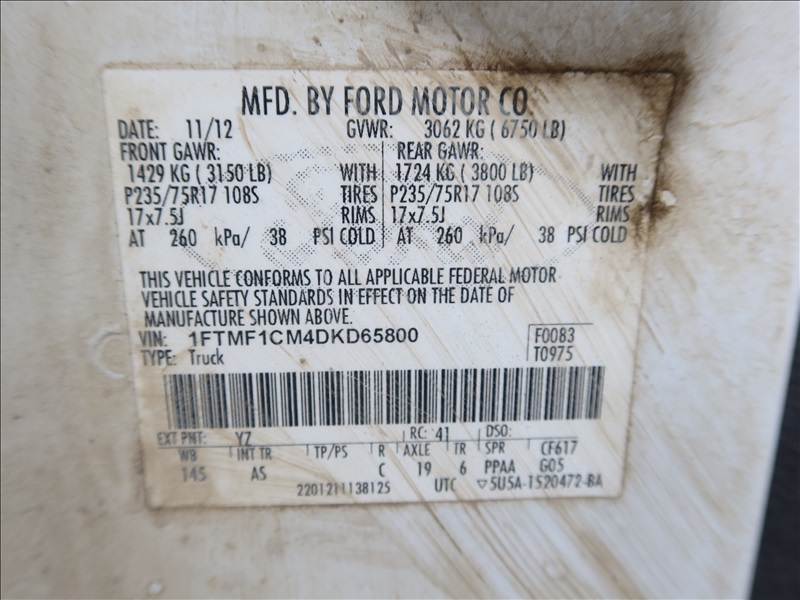 MFD. BY FORD MOTOR CO.
DATE: 11/12 GVWR: 3062 KG ( 6750 LB)
FRONT GAWR: REAR GAWR:
1429 KG ( 3150 LB) WITH 1724 KG ( 3800 LB) WITH
P235/75R17 108S TIRES P235/75R17 108S TIRES
17x7.5J RIMS 17x7.5J RIMS
AT 260 kPa/ 38 PSI COLD AT 260 kPa/ 38 PSI COLD
THIS VEHICLE CONFORMS TO ALL APPLICABLE FEDERAL MOTOR
VEHICLE SAFETY STANDARDS IN EFFECT ON THE DATE OF
MANUFACTURE SHOWN ABOVE.
VIN: 1FTMF1CM4DKD65800 F0083
TYPE: Truck T0975
EXT PNT: YZ RC: 41 DSO:
WB INT TR TP/PS R AXLE TR SPR CF617
145 AS C 19 6 PPAA G05
2201211138125 UTC ▽5U5A-1520472-BA